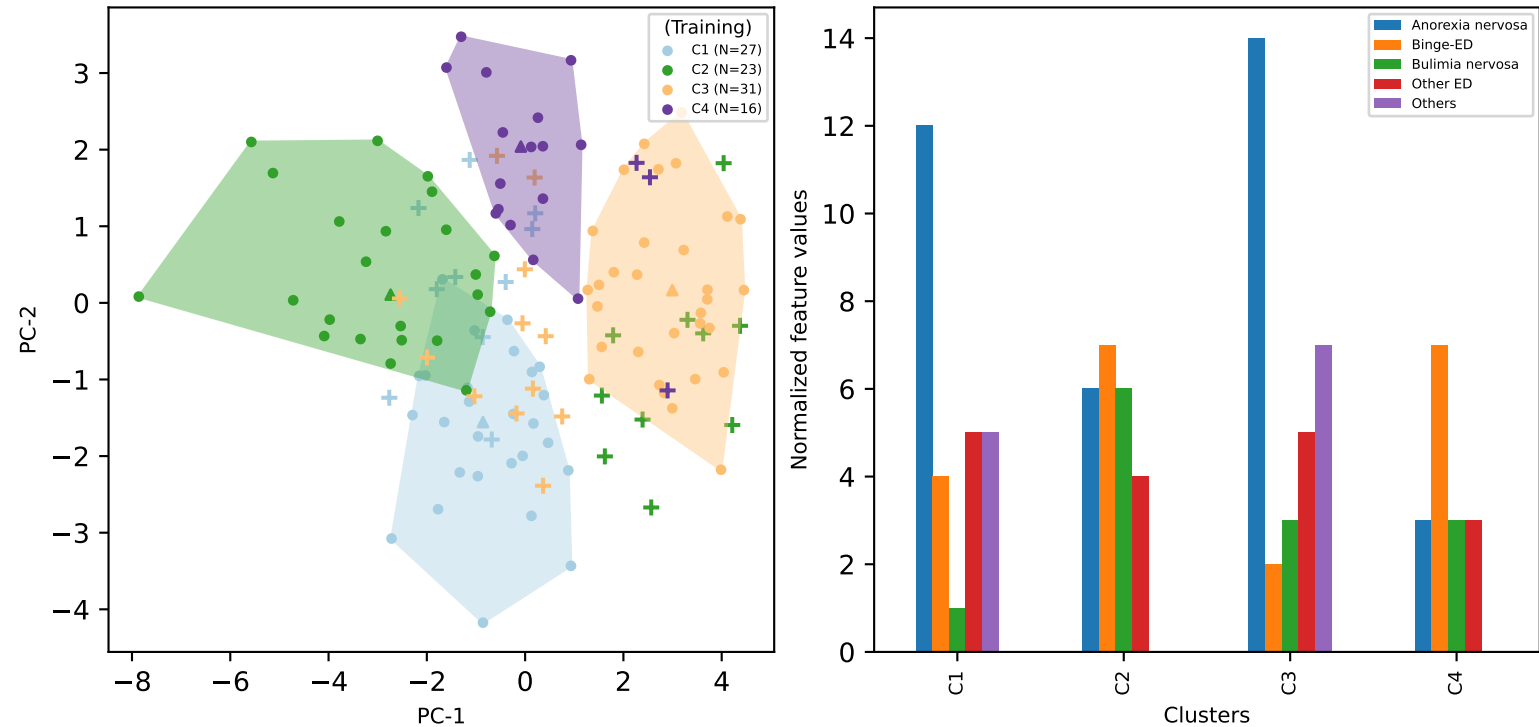 (Training)
C1 (N=27)
C2 (N=23)
C3 (N=31)
C4 (N=16)
3
2
1
0
−1
−2
−3
−4
PC-2
−8
−6
−4
−2
0
2
4
PC-1
Anorexia nervosa
Binge-ED
Bulimia nervosa
Other ED
Others
14
12
10
8
6
4
2
0
Normalized feature values
C1
C2
C3
C4
Clusters